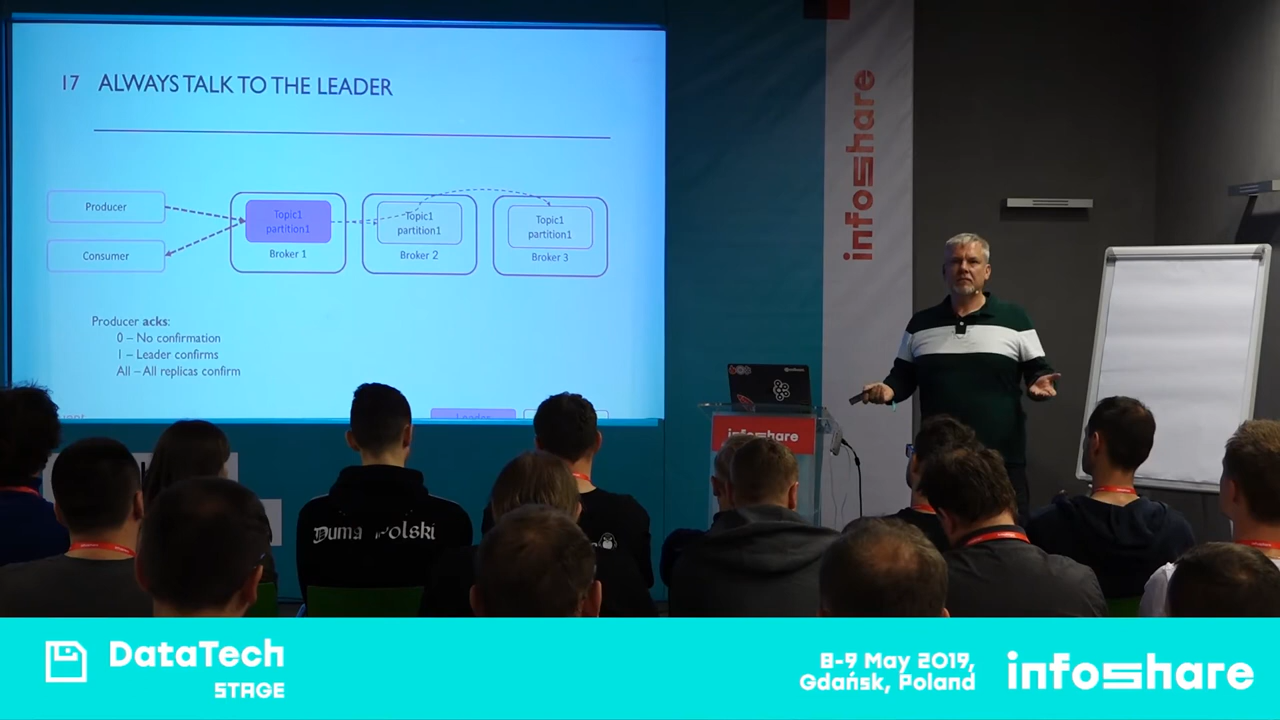 17 ALWAYS TALK TO THE LEADER
Producer
Consumer
Topic1
partition1
Broker 1
Topic1
partition1
Broker 2
Topic1
partition1
Broker 3
Producer acks:
0 – No confirmation
1 – Leader confirms
All – All replicas confirm
Leader
infoshare
infoshare
Duma Polski
DataTech
STAGE
8-9 May 2019,
Gdańsk, Poland
infoshare